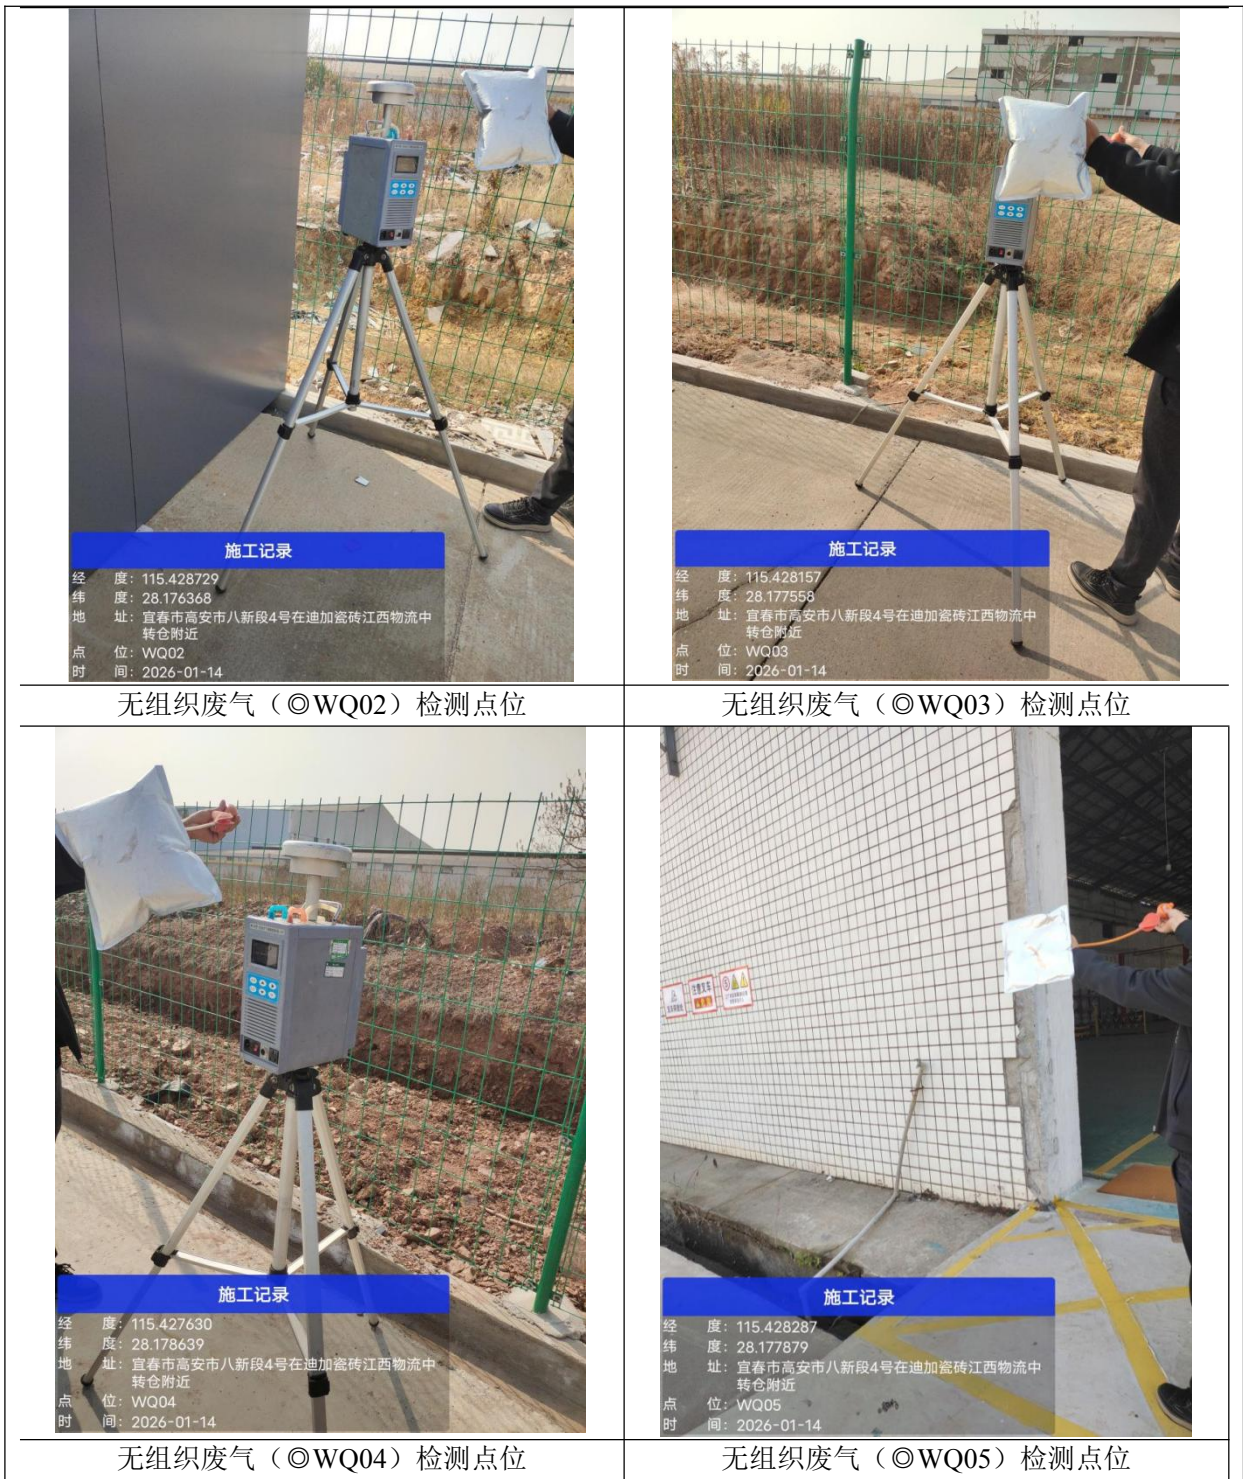 施工记录
经 度：115.428729
纬 度：28.176368
地 址：宜春市高安市八新段4号在迪加瓷砖江西物流中
转仓附近
点 位：WQ02
时 间：2026-01-14
无组织废气（◎WQ02）检测点位
施工记录
经 度：115.428157
纬 度：28.177558
地 址：宜春市高安市八新段4号在迪加瓷砖江西物流中
转仓附近
点 位：WQ03
时 间：2026-01-14
无组织废气（◎WQ03）检测点位
施工记录
经 度：115.427630
纬 度：28.178639
地 址：宜春市高安市八新段4号在迪加瓷砖江西物流中
转仓附近
点 位：WQ04
时 间：2026-01-14
无组织废气（◎WQ04）检测点位
注意叉车
施工记录
经 度：115.428287
纬 度：28.177879
地 址：宜春市高安市八新段4号在迪加瓷砖江西物流中
转仓附近
点 位：WQ05
时 间：2026-01-14
无组织废气（◎WQ05）检测点位